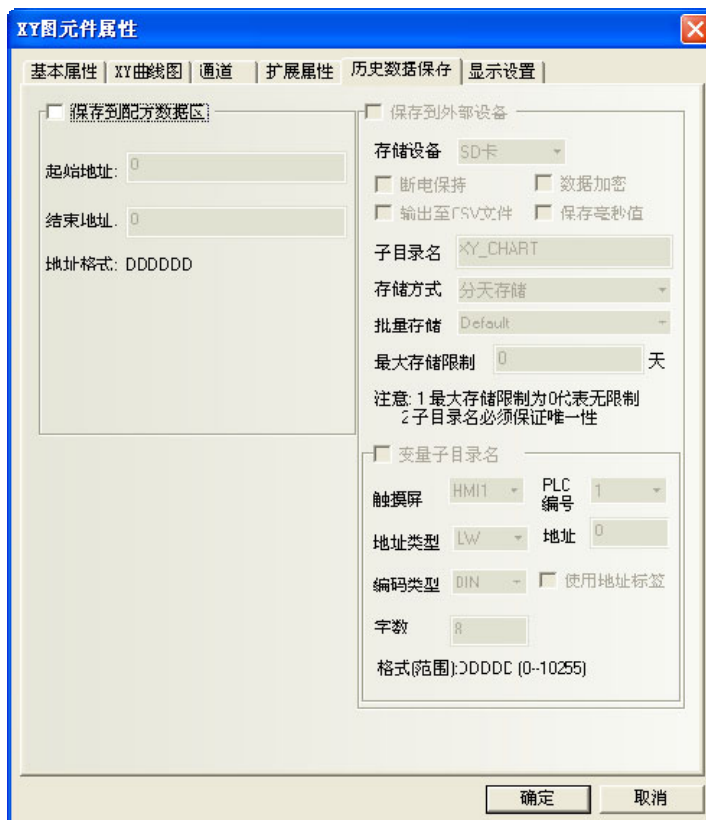 XY图元件属性
基本属性 XY曲线图 通道 扩展属性 历史数据保存 显示设置
保存到配方数据区
起始地址: 0
结束地址. 0
地址格式: DDDDDD
保存到外部设备
存储设备 SD卡
断电保持 数据加密
输出至CSV文件 保存毫秒值
子目录名 XY_CHART
存储方式 分天存储
批量存储 Default
最大存储限制 0 天
注意: 1 最大存储限制为0代表无限制
2 子目录名必须保证唯一性
变量子目录名
触摸屏 HMI1 PLC编号 1
地址类型 LW 地址 0
编码类型 BIN 使用地址标签
字数 8
格式(范围):DDDDD (0--10255)
确定 取消